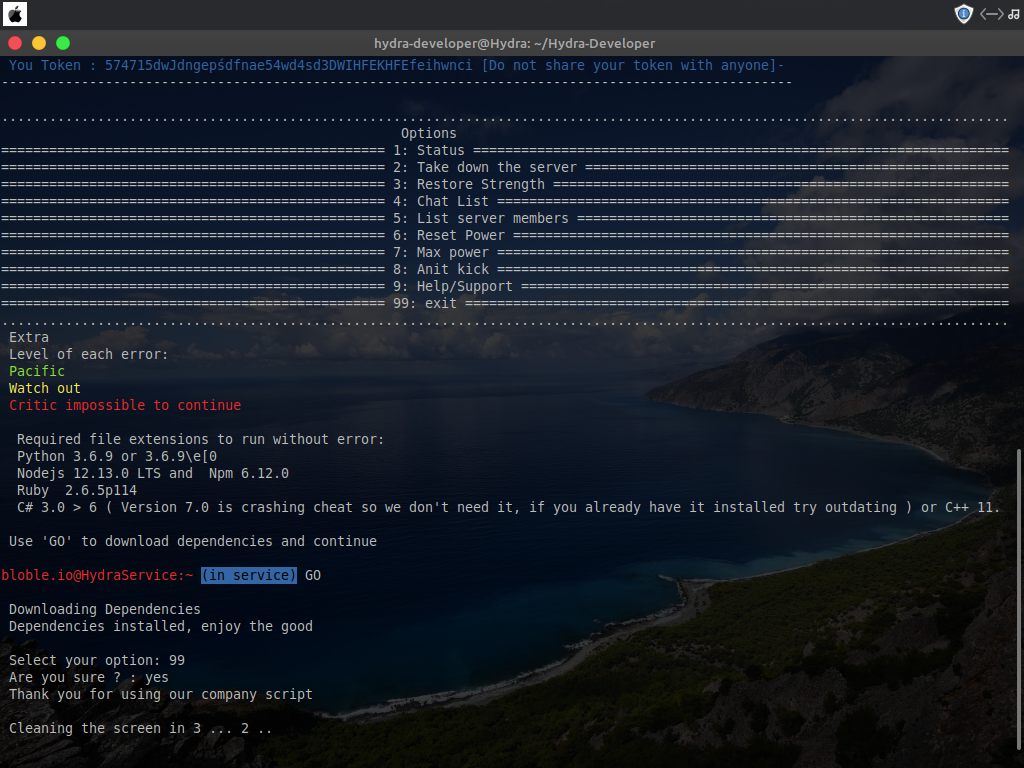 hydra-developer@Hydra: ~/Hydra-Developer
You Token : 574715dwJdngepśdfnae54wd4sd3DWIHFEKHFEfeihwnci [Do not share your token with anyone]-
---------------------------------------------------------------------------------------------------
..............................................................................................................................
Options
================================================ 1: Status ===================================================================
================================================ 2: Take down the server =====================================================
================================================ 3: Restore Strength =========================================================
================================================ 4: Chat List ================================================================
================================================ 5: List server members ======================================================
================================================ 6: Reset Power ==============================================================
================================================ 7: Max power ================================================================
================================================ 8: Anit kick ================================================================
================================================ 9: Help/Support =============================================================
================================================ 99: exit ====================================================================
..............................................................................................................................
Extra
Level of each error:
Pacific
Watch out
Critic impossible to continue
Required file extensions to run without error:
Python 3.6.9 or 3.6.9\e[0
Nodejs 12.13.0 LTS and  Npm 6.12.0
Ruby  2.6.5p114
C# 3.0 > 6 ( Version 7.0 is crashing cheat so we don't need it, if you already have it installed try outdating ) or C++ 11.
Use 'GO' to download dependencies and continue
bloble.io@HydraService:~ (in service) GO
Downloading Dependencies
Dependencies installed, enjoy the good
Select your option: 99
Are you sure ? : yes
Thank you for using our company script
Cleaning the screen in 3 ... 2 ..